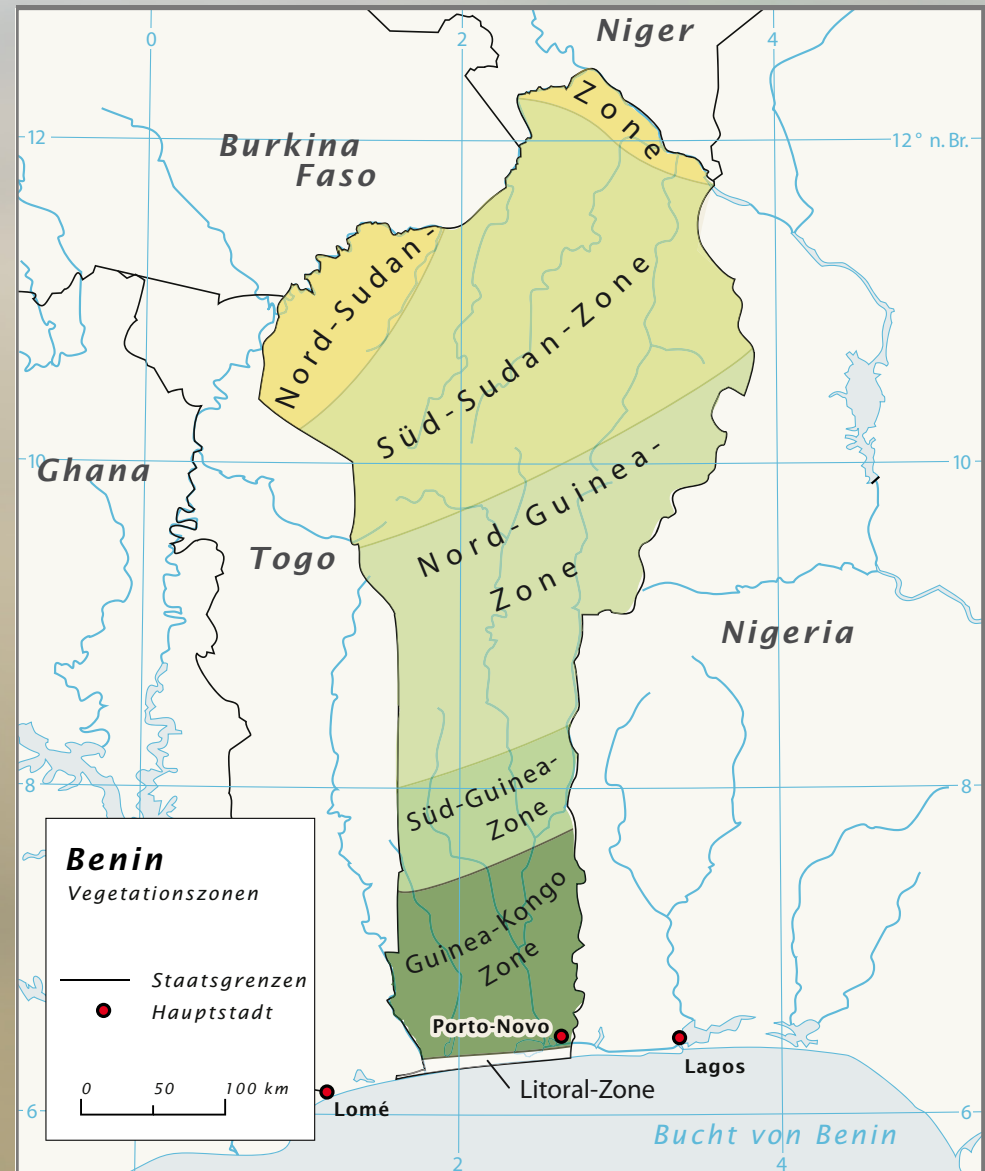 0
2
4
Niger
Zone
12
12° n. Br.
Burkina
Faso
Nord-Sudan-
Süd-Sudan-Zone
10
10
Ghana
Nord-Guinea-
Zone
Togo
Nigeria
8
8
Süd-Guinea-
Zone
Benin
Vegetationszonen
Staatsgrenzen
Hauptstadt
0 50 100 km
Guinea-Kongo
Zone
Porto-Novo
Lagos
Litoral-Zone
Lomé
6
6
Bucht von Benin
2
4